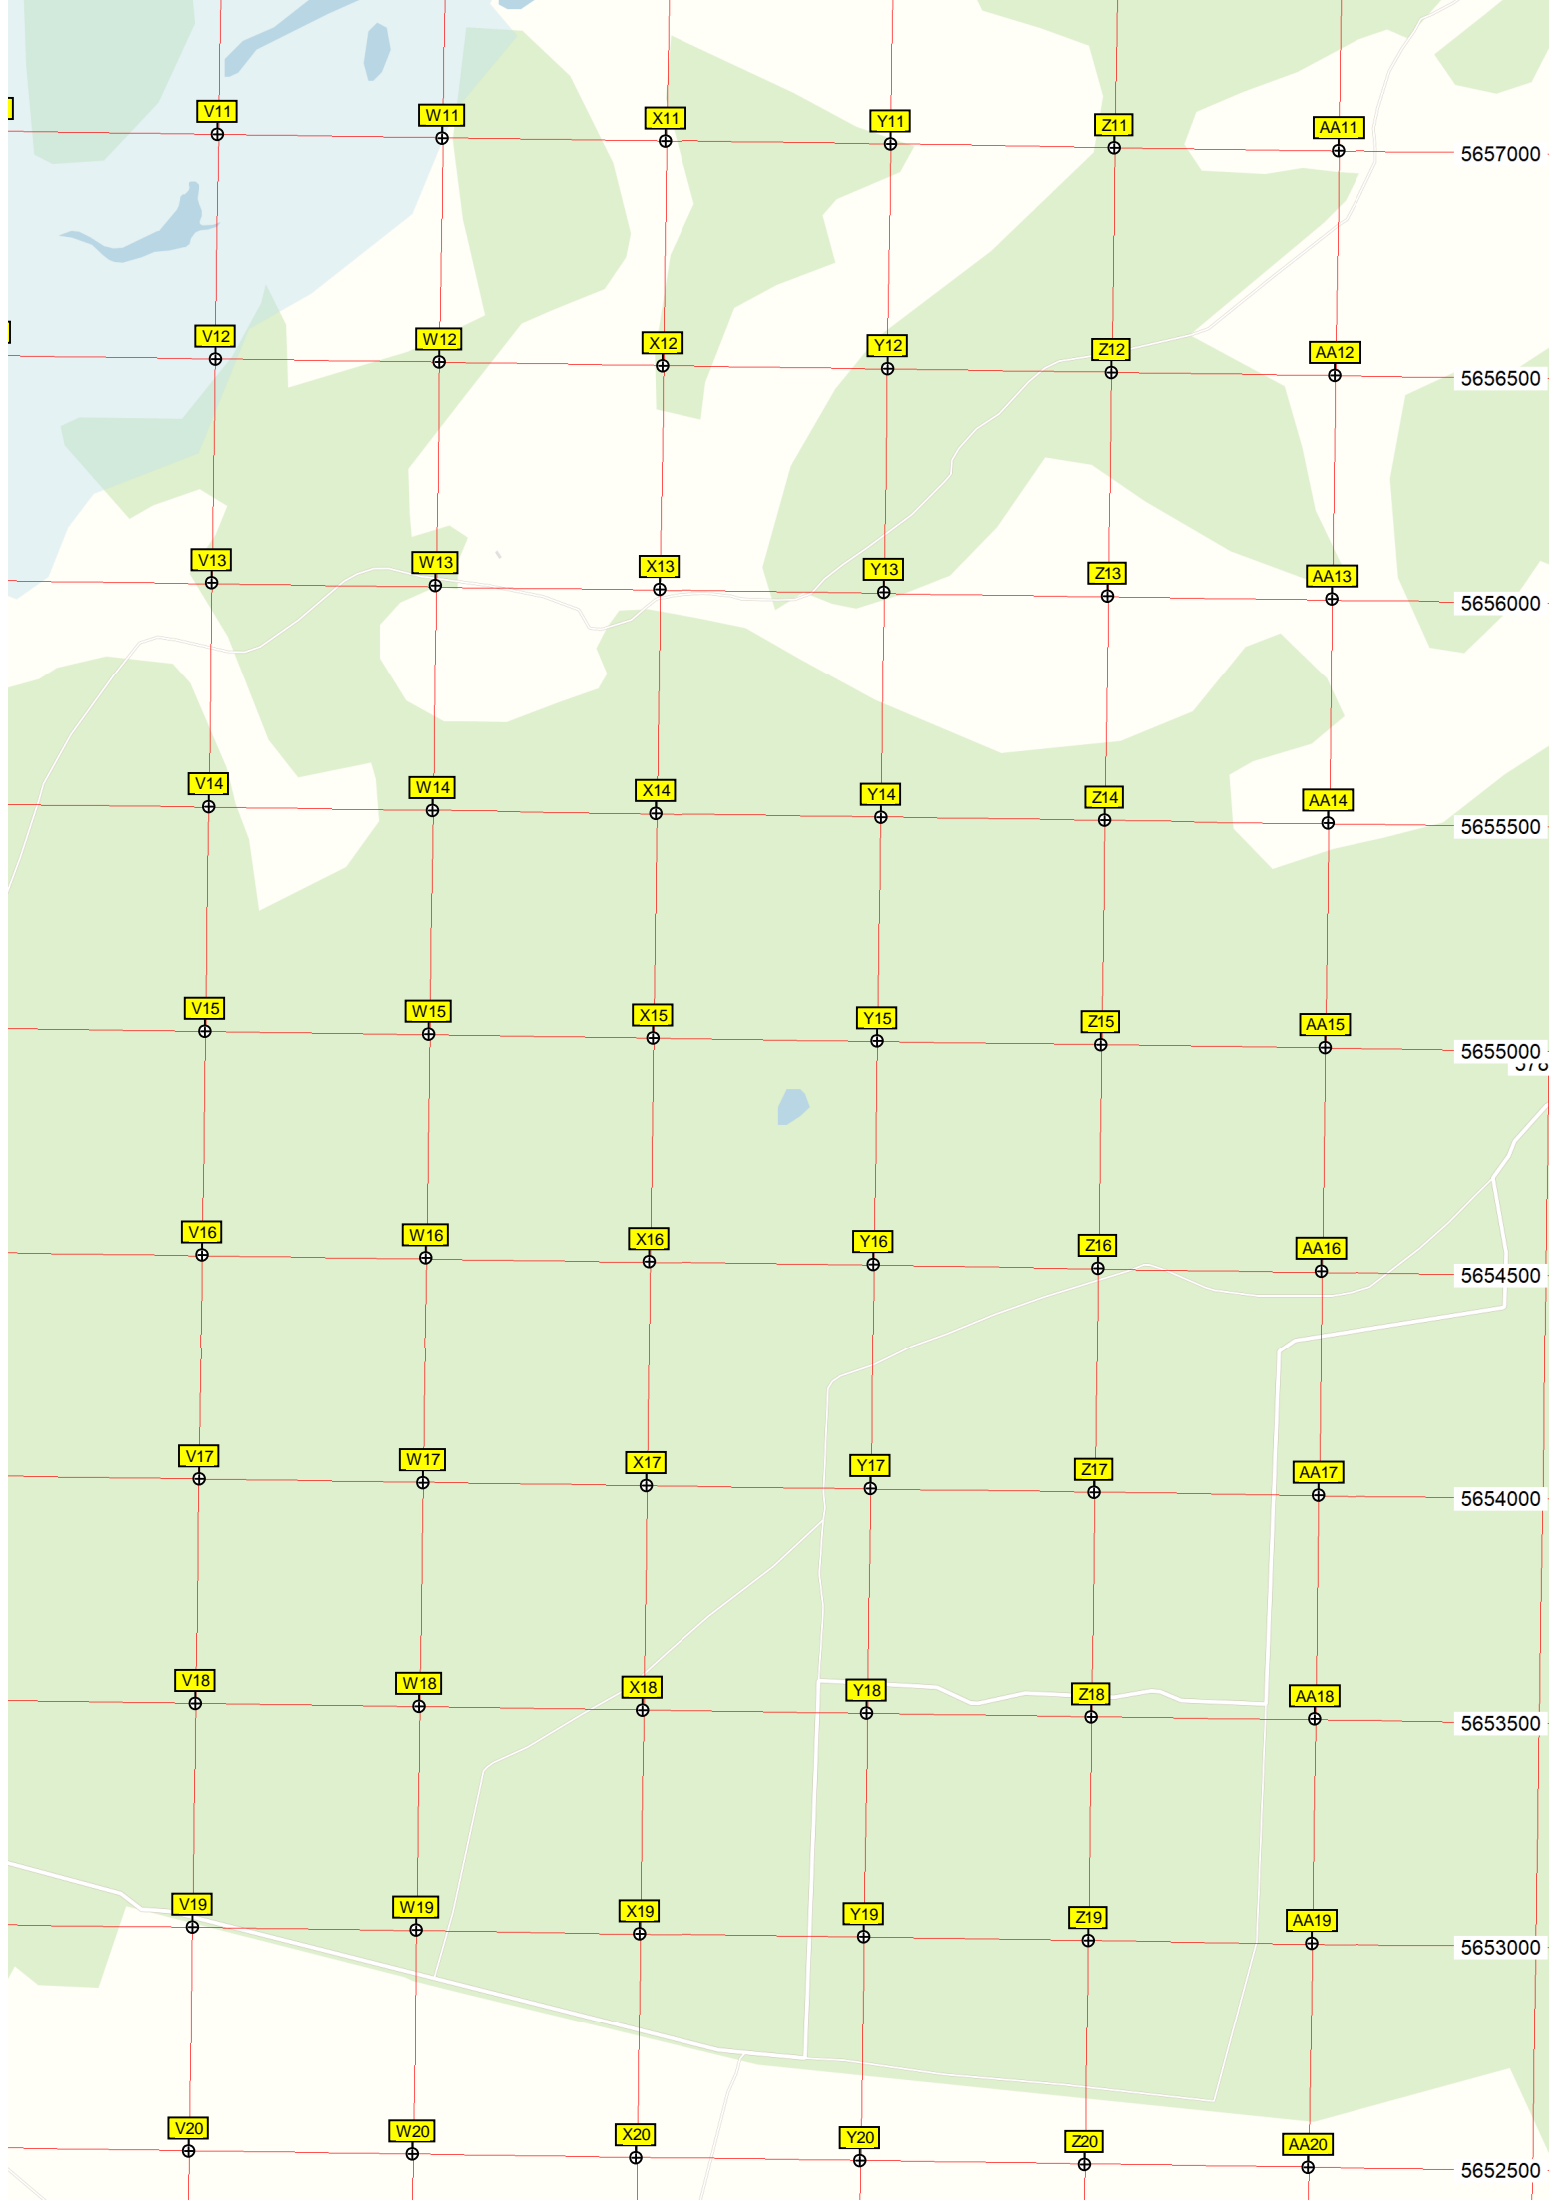 V11 W11 X11 Y11 Z11 AA11
5657000
V12 W12 X12 Y12 Z12 AA12
5656500
V13 W13 X13 Y13 Z13 AA13
5656000
V14 W14 X14 Y14 Z14 AA14
5655500
V15 W15 X15 Y15 Z15 AA15
5655000
V16 W16 X16 Y16 Z16 AA16
5654500
V17 W17 X17 Y17 Z17 AA17
5654000
V18 W18 X18 Y18 Z18 AA18
5653500
V19 W19 X19 Y19 Z19 AA19
5653000
V20 W20 X20 Y20 Z20 AA20
5652500